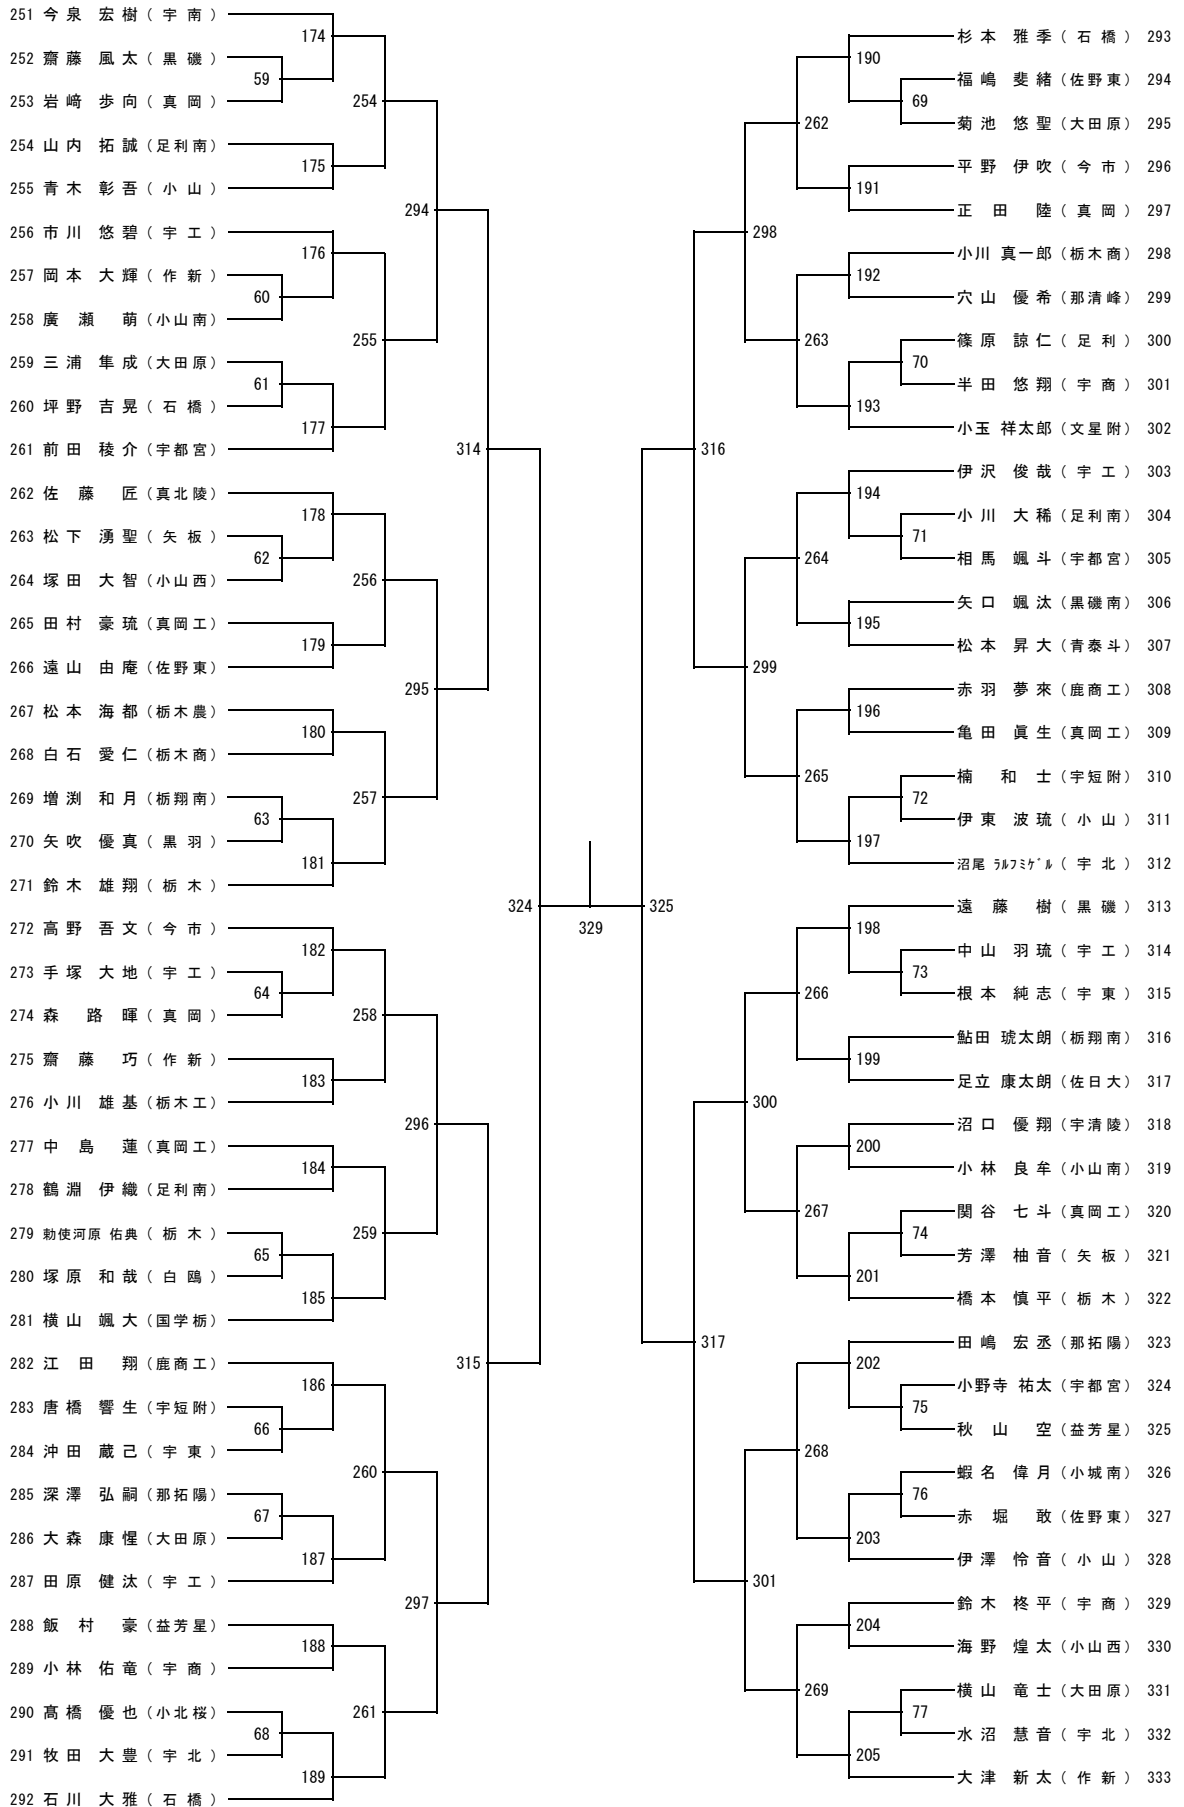 251 今泉 宏樹 (宇南)
252 齋藤 風太 (黒磯)
253 岩﨑 歩向 (真岡)
254 山内 拓誠 (足利南)
255 青木 彰吾 (小山)
256 市川 悠碧 (宇工)
257 岡本 大輝 (作新)
258 廣瀬 萌 (小山南)
259 三浦 隼成 (大田原)
260 坪野 吉晃 (石橋)
261 前田 稜介 (宇都宮)
262 佐藤 匠 (真北陵)
263 松下 湧聖 (矢板)
264 塚田 大智 (小山西)
265 田村 豪琉 (真岡工)
266 遠山 由庵 (佐野東)
267 松本 海都 (栃木農)
268 白石 愛仁 (栃木商)
269 増渕 和月 (栃翔南)
270 矢吹 優真 (黒羽)
271 鈴木 雄翔 (栃木)
272 高野 吾文 (今市)
273 手塚 大地 (宇工)
274 森 路暉 (真岡)
275 齋藤 巧 (作新)
276 小川 雄基 (栃木工)
277 中島 蓮 (真岡工)
278 鶴淵 伊織 (足利南)
279 勅使河原 佑典 (栃木)
280 塚原 和哉 (白鴎)
281 横山 颯大 (国学栃)
282 江田 翔 (鹿商工)
283 唐橋 響生 (宇短附)
284 沖田 蔵己 (宇東)
285 深澤 弘嗣 (那拓陽)
286 大森 康惺 (大田原)
287 田原 健汰 (宇工)
288 飯村 豪 (益芳星)
289 小林 佑竜 (宇商)
290 髙橋 優也 (小北桜)
291 牧田 大豊 (宇北)
292 石川 大雅 (石橋)
59
60
61
62
63
64
65
66
67
68
174
175
176
177
178
179
180
181
182
183
184
185
186
187
188
189
254
255
256
257
258
259
260
261
294
295
296
297
314
315
324
329
325
316
317
298
299
300
301
262
263
264
265
266
267
268
269
190
191
192
193
194
195
196
197
198
199
200
201
202
203
204
205
69
70
71
72
73
74
75
76
77
杉本 雅季 (石橋) 293
福嶋 斐緒 (佐野東) 294
菊池 悠聖 (大田原) 295
平野 伊吹 (今市) 296
正田 陸 (真岡) 297
小川 真一郎 (栃木商) 298
穴山 優希 (那清峰) 299
篠原 諒仁 (足利) 300
半田 悠翔 (宇商) 301
小玉 祥太郎 (文星附) 302
伊沢 俊哉 (宇工) 303
小川 大稀 (足利南) 304
相馬 颯斗 (宇都宮) 305
矢口 颯汰 (黒磯南) 306
松本 昇大 (青泰斗) 307
赤羽 夢來 (鹿商工) 308
亀田 眞生 (真岡工) 309
楠 和士 (宇短附) 310
伊東 波琉 (小山) 311
沼尾 ﾗﾙﾌﾐｹﾞﾙ (宇北) 312
遠藤 樹 (黒磯) 313
中山 羽琉 (宇工) 314
根本 純志 (宇東) 315
鮎田 琥太朗 (栃翔南) 316
足立 康太朗 (佐日大) 317
沼口 優翔 (宇清陵) 318
小林 良牟 (小山南) 319
関谷 七斗 (真岡工) 320
芳澤 柚音 (矢板) 321
橋本 慎平 (栃木) 322
田嶋 宏丞 (那拓陽) 323
小野寺 祐太 (宇都宮) 324
秋山 空 (益芳星) 325
蝦名 偉月 (小城南) 326
赤堀 敢 (佐野東) 327
伊澤 怜音 (小山) 328
鈴木 柊平 (宇商) 329
海野 煌太 (小山西) 330
横山 竜士 (大田原) 331
水沼 慧音 (宇北) 332
大津 新太 (作新) 333